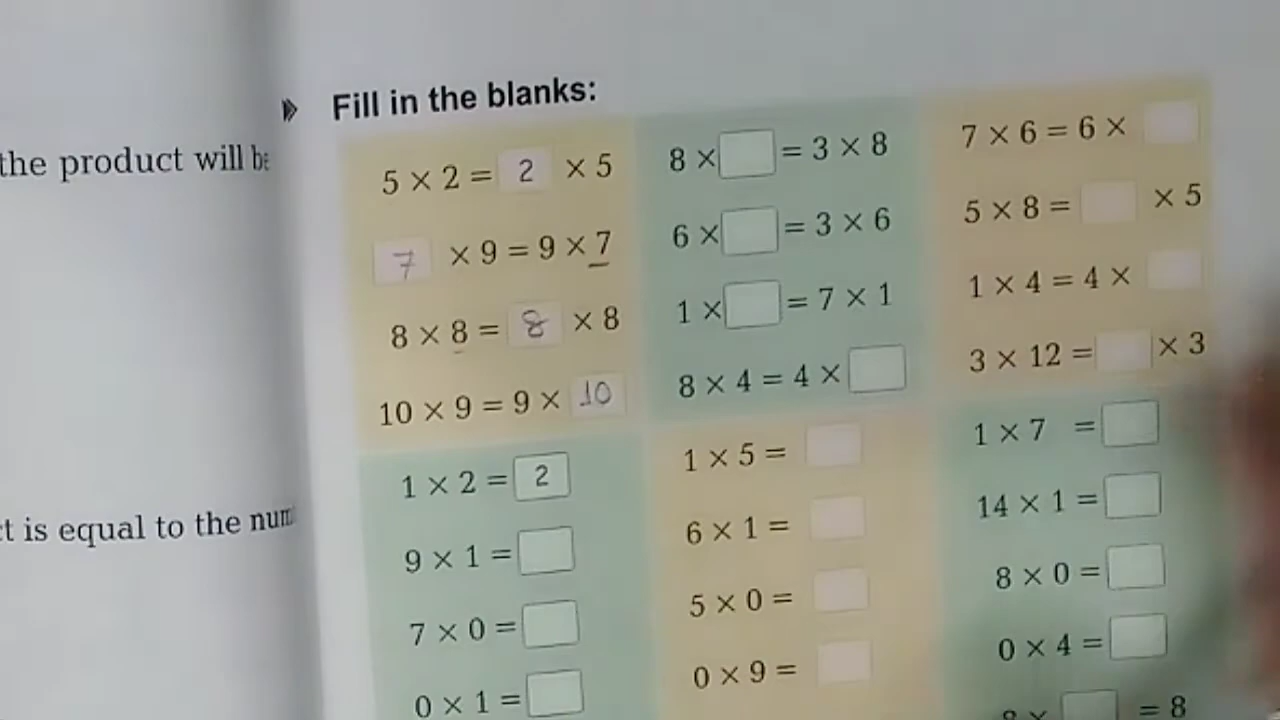 the product will be
t is equal to the num
Fill in the blanks:
5 × 2 = 2 × 5
7 × 9 = 9 × 7
8 × 8 = 8 × 8
10 × 9 = 9 × 10
8 × = 3 × 8
6 × = 3 × 6
1 × = 7 × 1
8 × 4 = 4 ×
7 × 6 = 6 ×
5 × 8 = × 5
1 × 4 = 4 ×
3 × 12 = × 3
1 × 2 = 2
9 × 1 =
7 × 0 =
0 × 1 =
1 × 5 =
6 × 1 =
5 × 0 =
0 × 9 =
1 × 7 =
14 × 1 =
8 × 0 =
0 × 4 =
8 × = 8